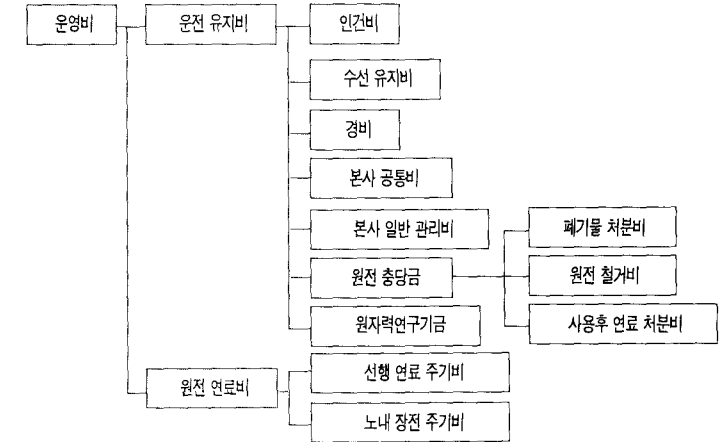 운영비
운전 유지비
인건비
수선 유지비
경비
본사 공통비
본사 일반 관리비
원전 충당금
폐기물 처분비
원전 철거비
사용후 연료 처분비
원자력연구기금
원전 연료비
선행 연료 주기비
노내 장전 주기비